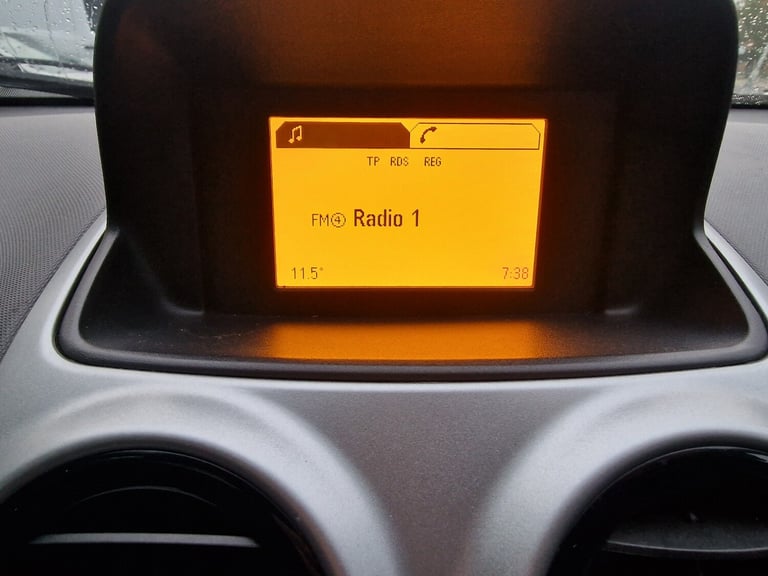 TP RDS REG
FM④ Radio 1
11.5° 7:38